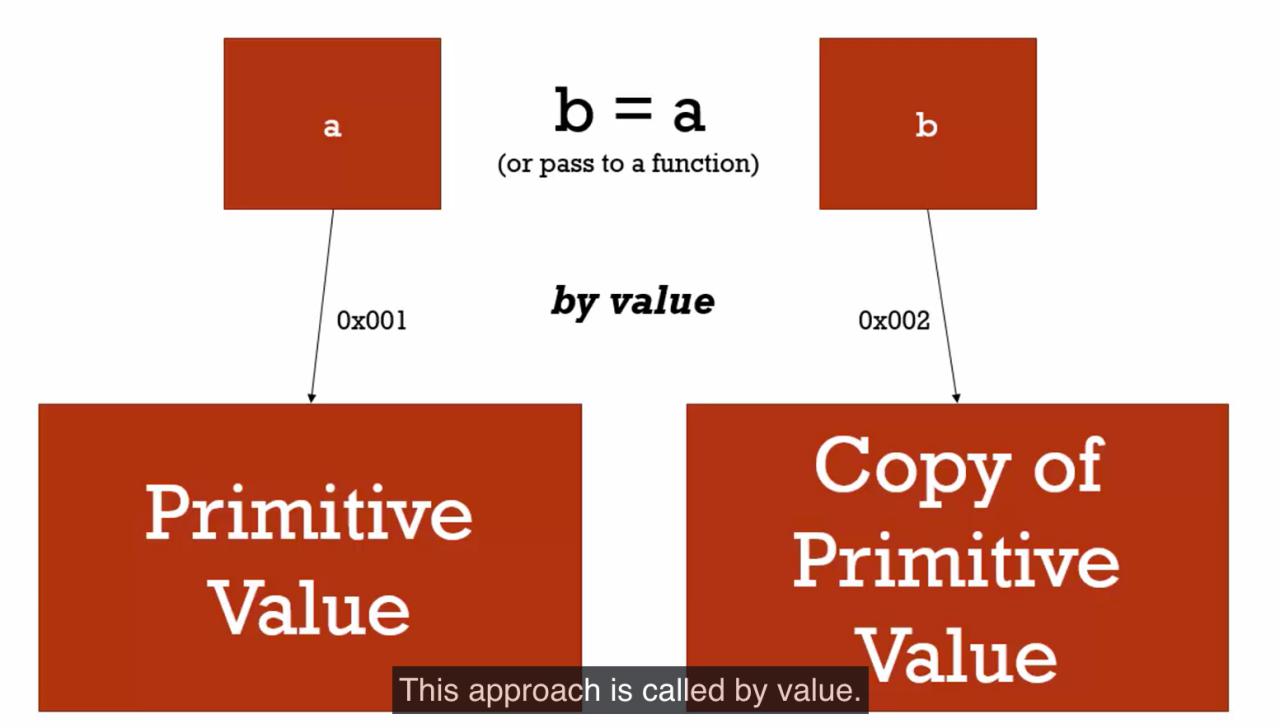 a
b = a
(or pass to a function)
b
by value
0x001
0x002
Primitive
Value
Copy of
Primitive
Value
This approach is called by value.